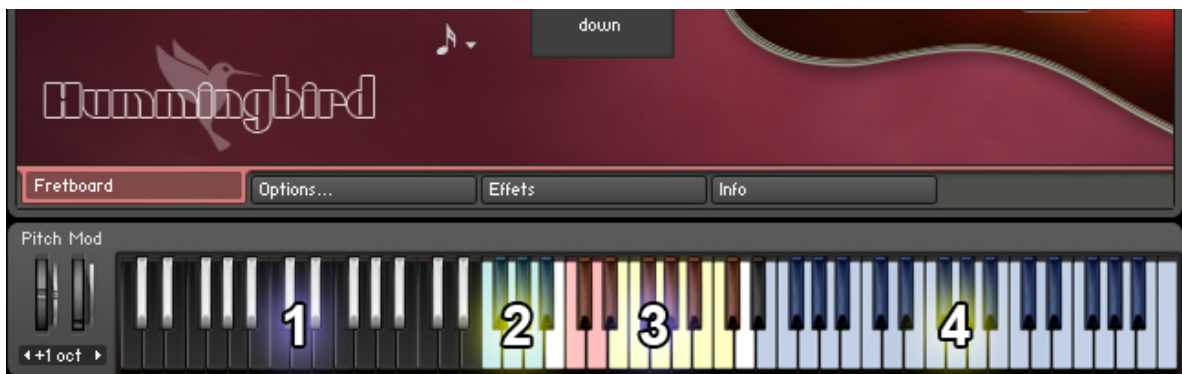 down
Hummingbird
Fretboard
Options...
Effets
Info
Pitch Mod
+1 oct
1 2 3 4